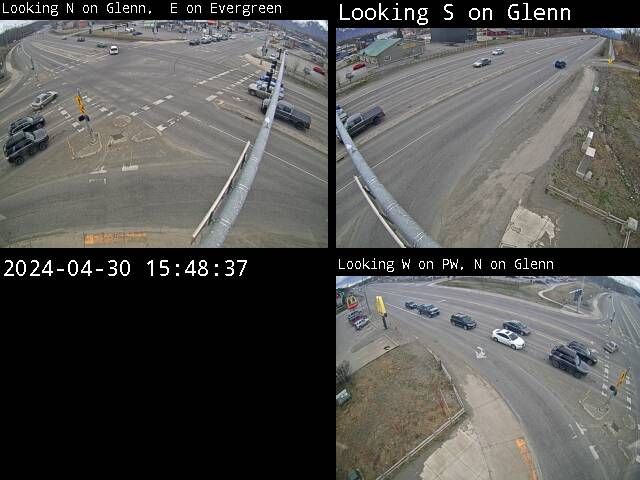 Looking N on Glenn, E on Evergreen
Looking S on Glenn
2024-04-30 15:48:37
Looking W on PW, N on Glenn